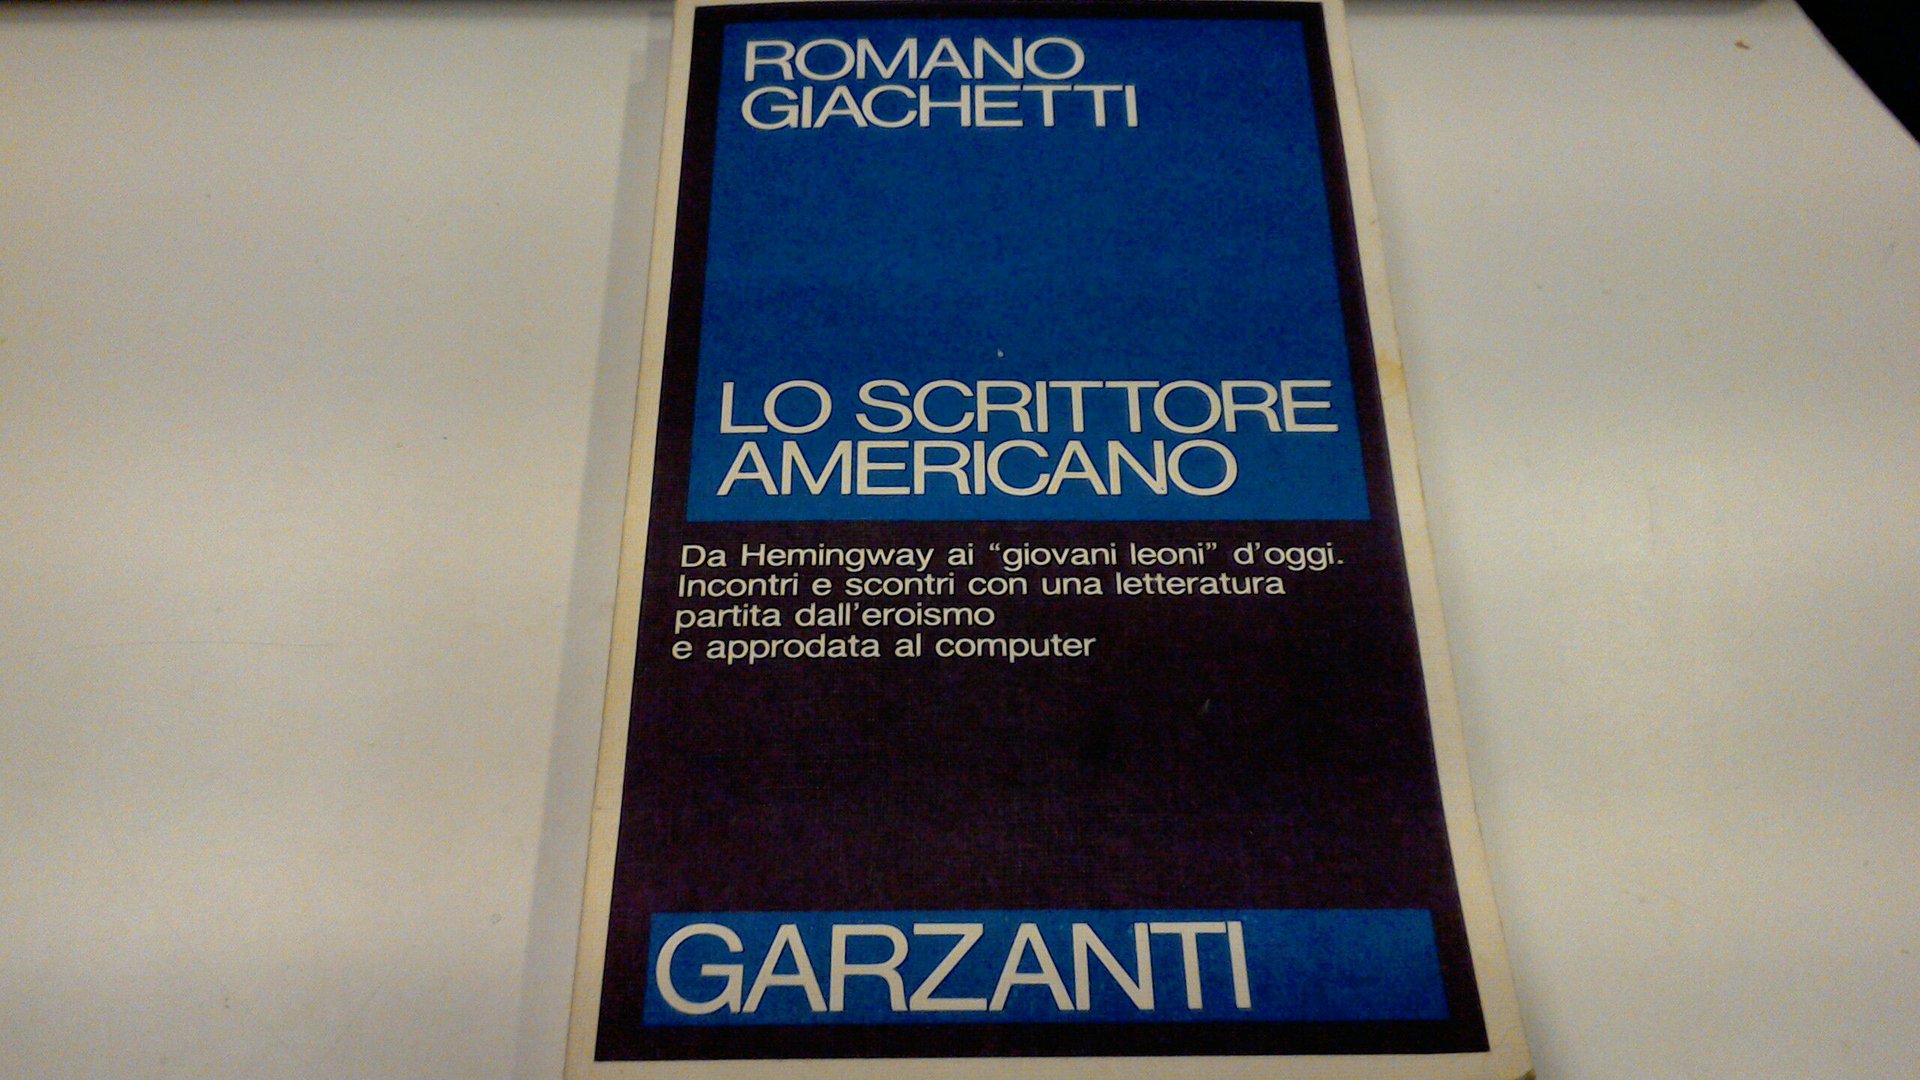 ROMANO
GIACHETTI
LO SCRITTORE
AMERICANO
Da Hemingway ai “giovani leoni” d’oggi.
Incontri e scontri con una letteratura
partita dall’eroismo
e approdata al computer
GARZANTI